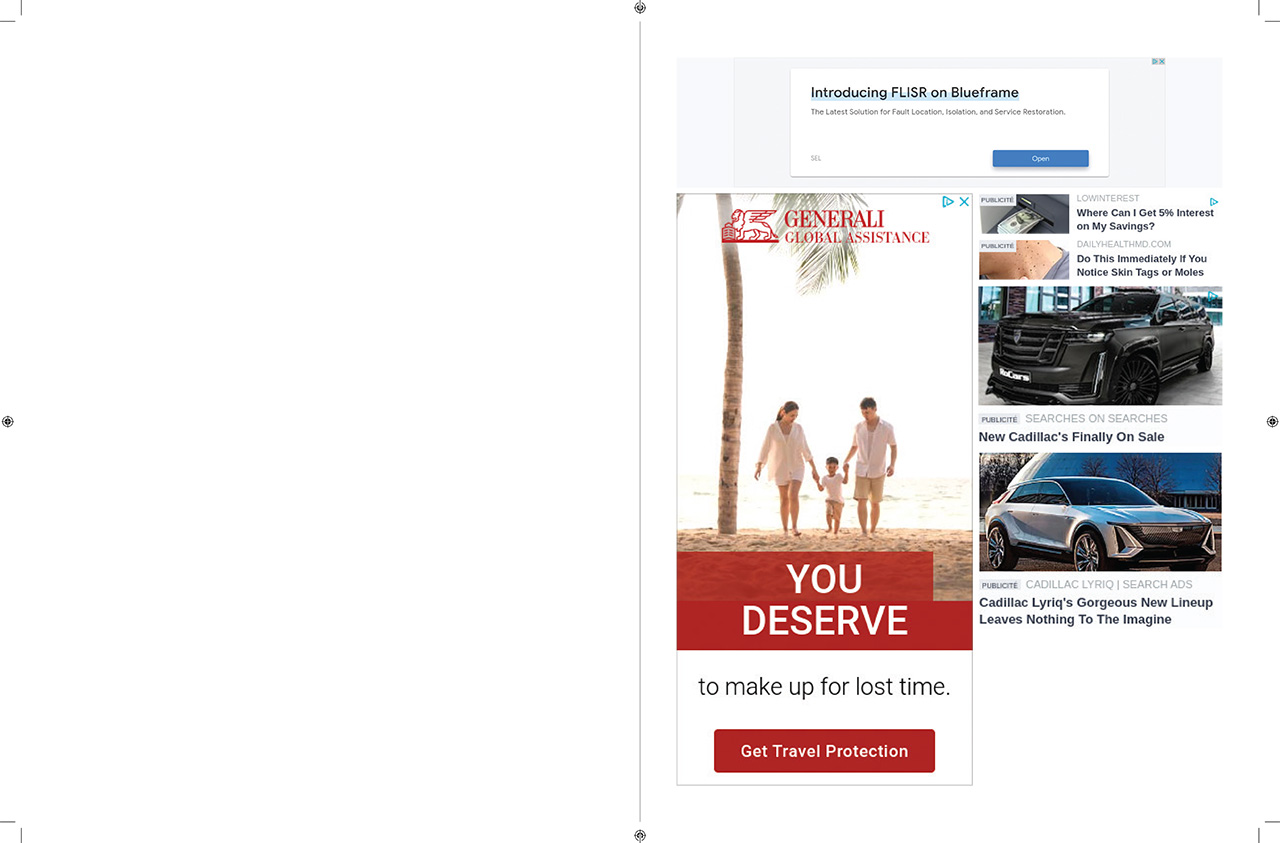 Introducing FLISR on Blueframe
The Latest Solution for Fault Location, Isolation, and Service Restoration.
SEL
Open
GENERALI
GLOBAL ASSISTANCE
YOU
DESERVE
to make up for lost time.
Get Travel Protection
PUBLICITÉ
LOWINTEREST
Where Can I Get 5% Interest
on My Savings?
PUBLICITÉ
DAILYHEALTHMD.COM
Do This Immediately If You
Notice Skin Tags or Moles
RoCars
PUBLICITÉ SEARCHES ON SEARCHES
New Cadillac's Finally On Sale
PUBLICITÉ CADILLAC LYRIQ | SEARCH ADS
Cadillac Lyriq's Gorgeous New Lineup
Leaves Nothing To The Imagine